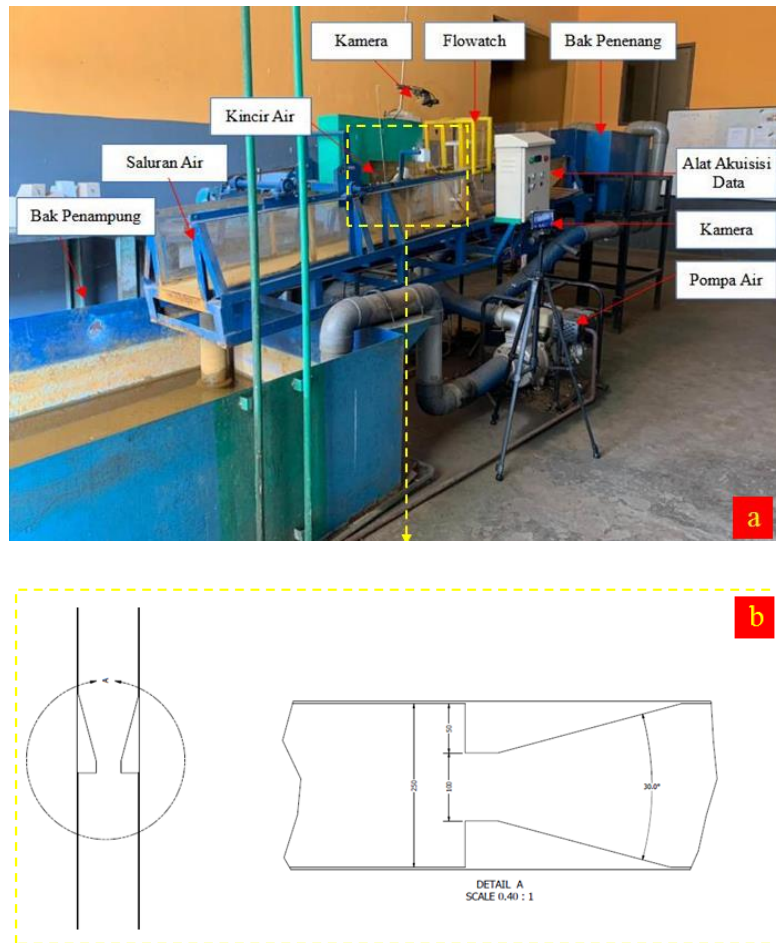 Kamera
Flowatch
Bak Penenang
Kincir Air
Saluran Air
Bak Penampung
Alat Akuisisi
Data
Kamera
Pompa Air
a
b
A
50
250
100
30.0°
DETAIL A
SCALE 0.40 : 1